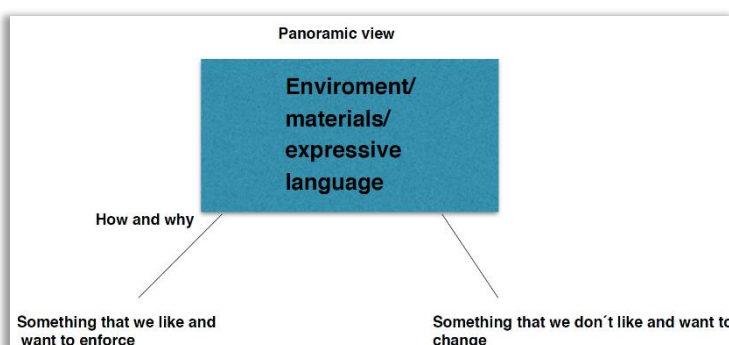 Panoramic view
Enviroment/
materials/
expressive
language
How and why
Something that we like and
want to enforce
Something that we don´t like and want to
change